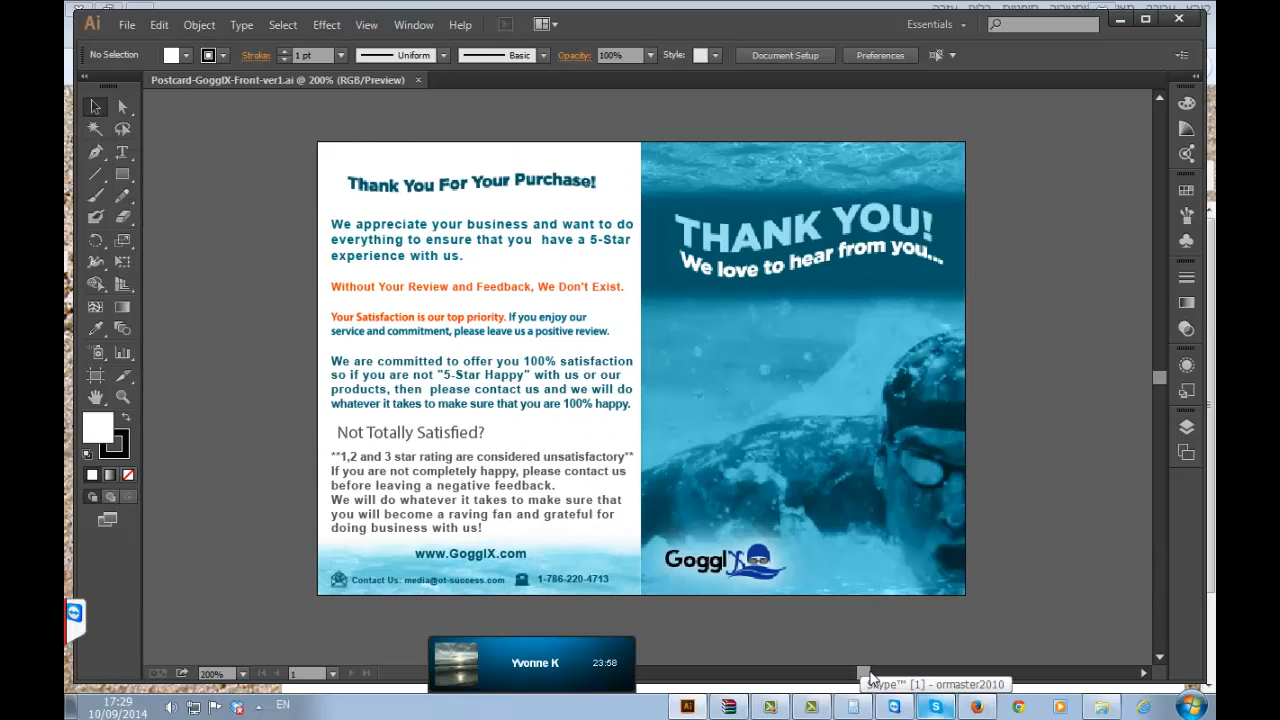 Ai File Edit Object Type Select Effect View Window Help Br Essentials
No Selection Stroke: 1 pt Uniform Basic Opacity: 100% Style: Document Setup Preferences
Postcard-GogglX-Front-ver1.ai @ 200% (RGB/Preview) ×
Thank You For Your Purchase!
We appreciate your business and want to do
everything to ensure that you have a 5-Star
experience with us.
Without Your Review and Feedback, We Don't Exist.
Your Satisfaction is our top priority. If you enjoy our
service and commitment, please leave us a positive review.
We are committed to offer you 100% satisfaction
so if you are not "5-Star Happy" with us or our
products, then please contact us and we will do
whatever it takes to make sure that you are 100% happy.
Not Totally Satisfied?
**1,2 and 3 star rating are considered unsatisfactory**
If you are not completely happy, please contact us
before leaving a negative feedback.
We will do whatever it takes to make sure that
you will become a raving fan and grateful for
doing business with us!
www.GogglX.com
Contact Us: media@ot-success.com 1-786-220-4713
THANK YOU!
We love to hear from you...
GogglX
200% 1
Yvonne K 23:58
Skype™ [1] - ormaster2010
17:29
10/09/2014
EN
Ai